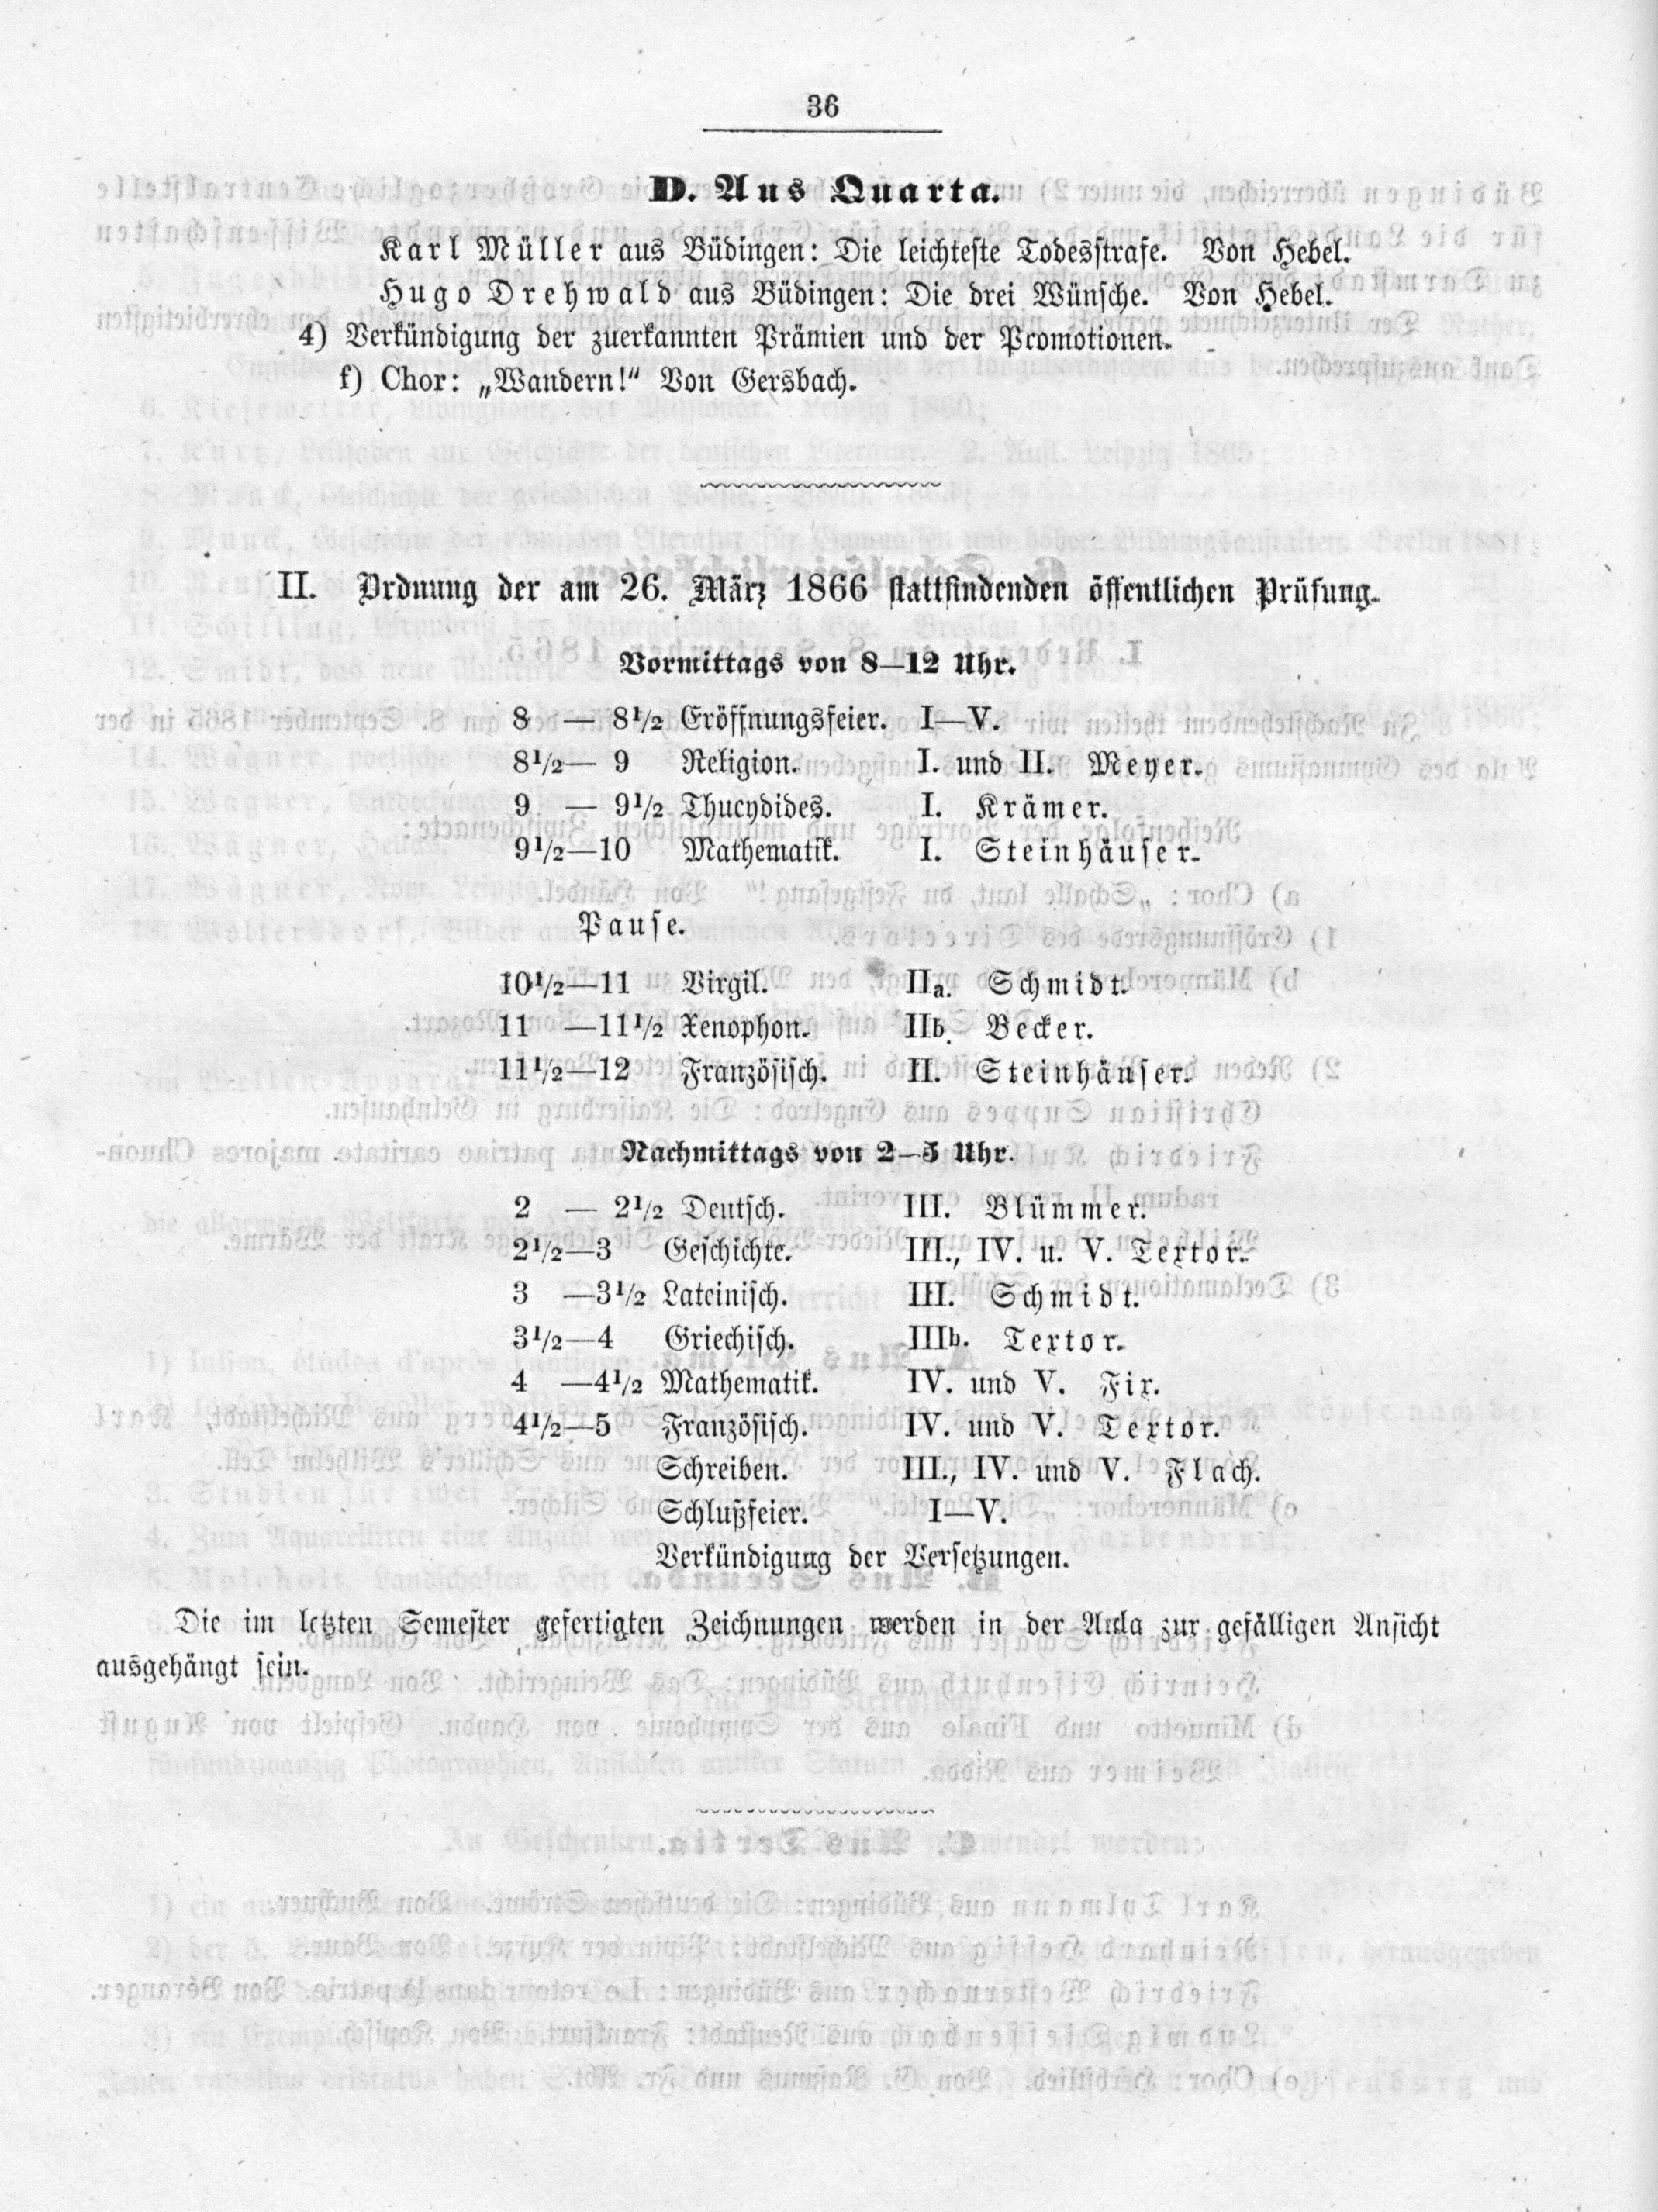 36
D. Aus Quarta.
Karl Müller aus Büdingen: Die leichteste Todesstrafe. Von Hebel.
Hugo Drehwald aus Büdingen: Die drei Wünsche. Von Hebel.
4) Verkündigung der zuerkannten Prämien und der Promotionen.
f) Chor: „Wandern!“ Von Gersbach.
II. Ordnung der am 26. März 1866 stattfindenden öffentlichen Prüfung.
Vormittags von 8—12 Uhr.
8 — 8½ Eröffnungsfeier. I—V.
8½— 9 Religion. I. und II. Meyer.
9 — 9½ Thucydides. I. Krämer.
9½—10 Mathematik. I. Steinhäuser.
Pause.
10½—11 Virgil. IIa. Schmidt.
11 —11½ Xenophon. IIb. Becker.
11½—12 Französisch. II. Steinhäuser.
Nachmittags von 2—5 Uhr.
2 — 2½ Deutsch. III. Blümmer.
2½—3 Geschichte. III., IV. u. V. Textor.
3 —3½ Lateinisch. III. Schmidt.
3½—4 Griechisch. IIIb. Textor.
4 —4½ Mathematik. IV. und V. Fix.
4½—5 Französisch. IV. und V. Textor.
Schreiben. III., IV. und V. Flach.
Schlußfeier. I—V.
Verkündigung der Versetzungen.
Die im letzten Semester gefertigten Zeichnungen werden in der Aula zur gefälligen Ansicht
ausgehängt sein.